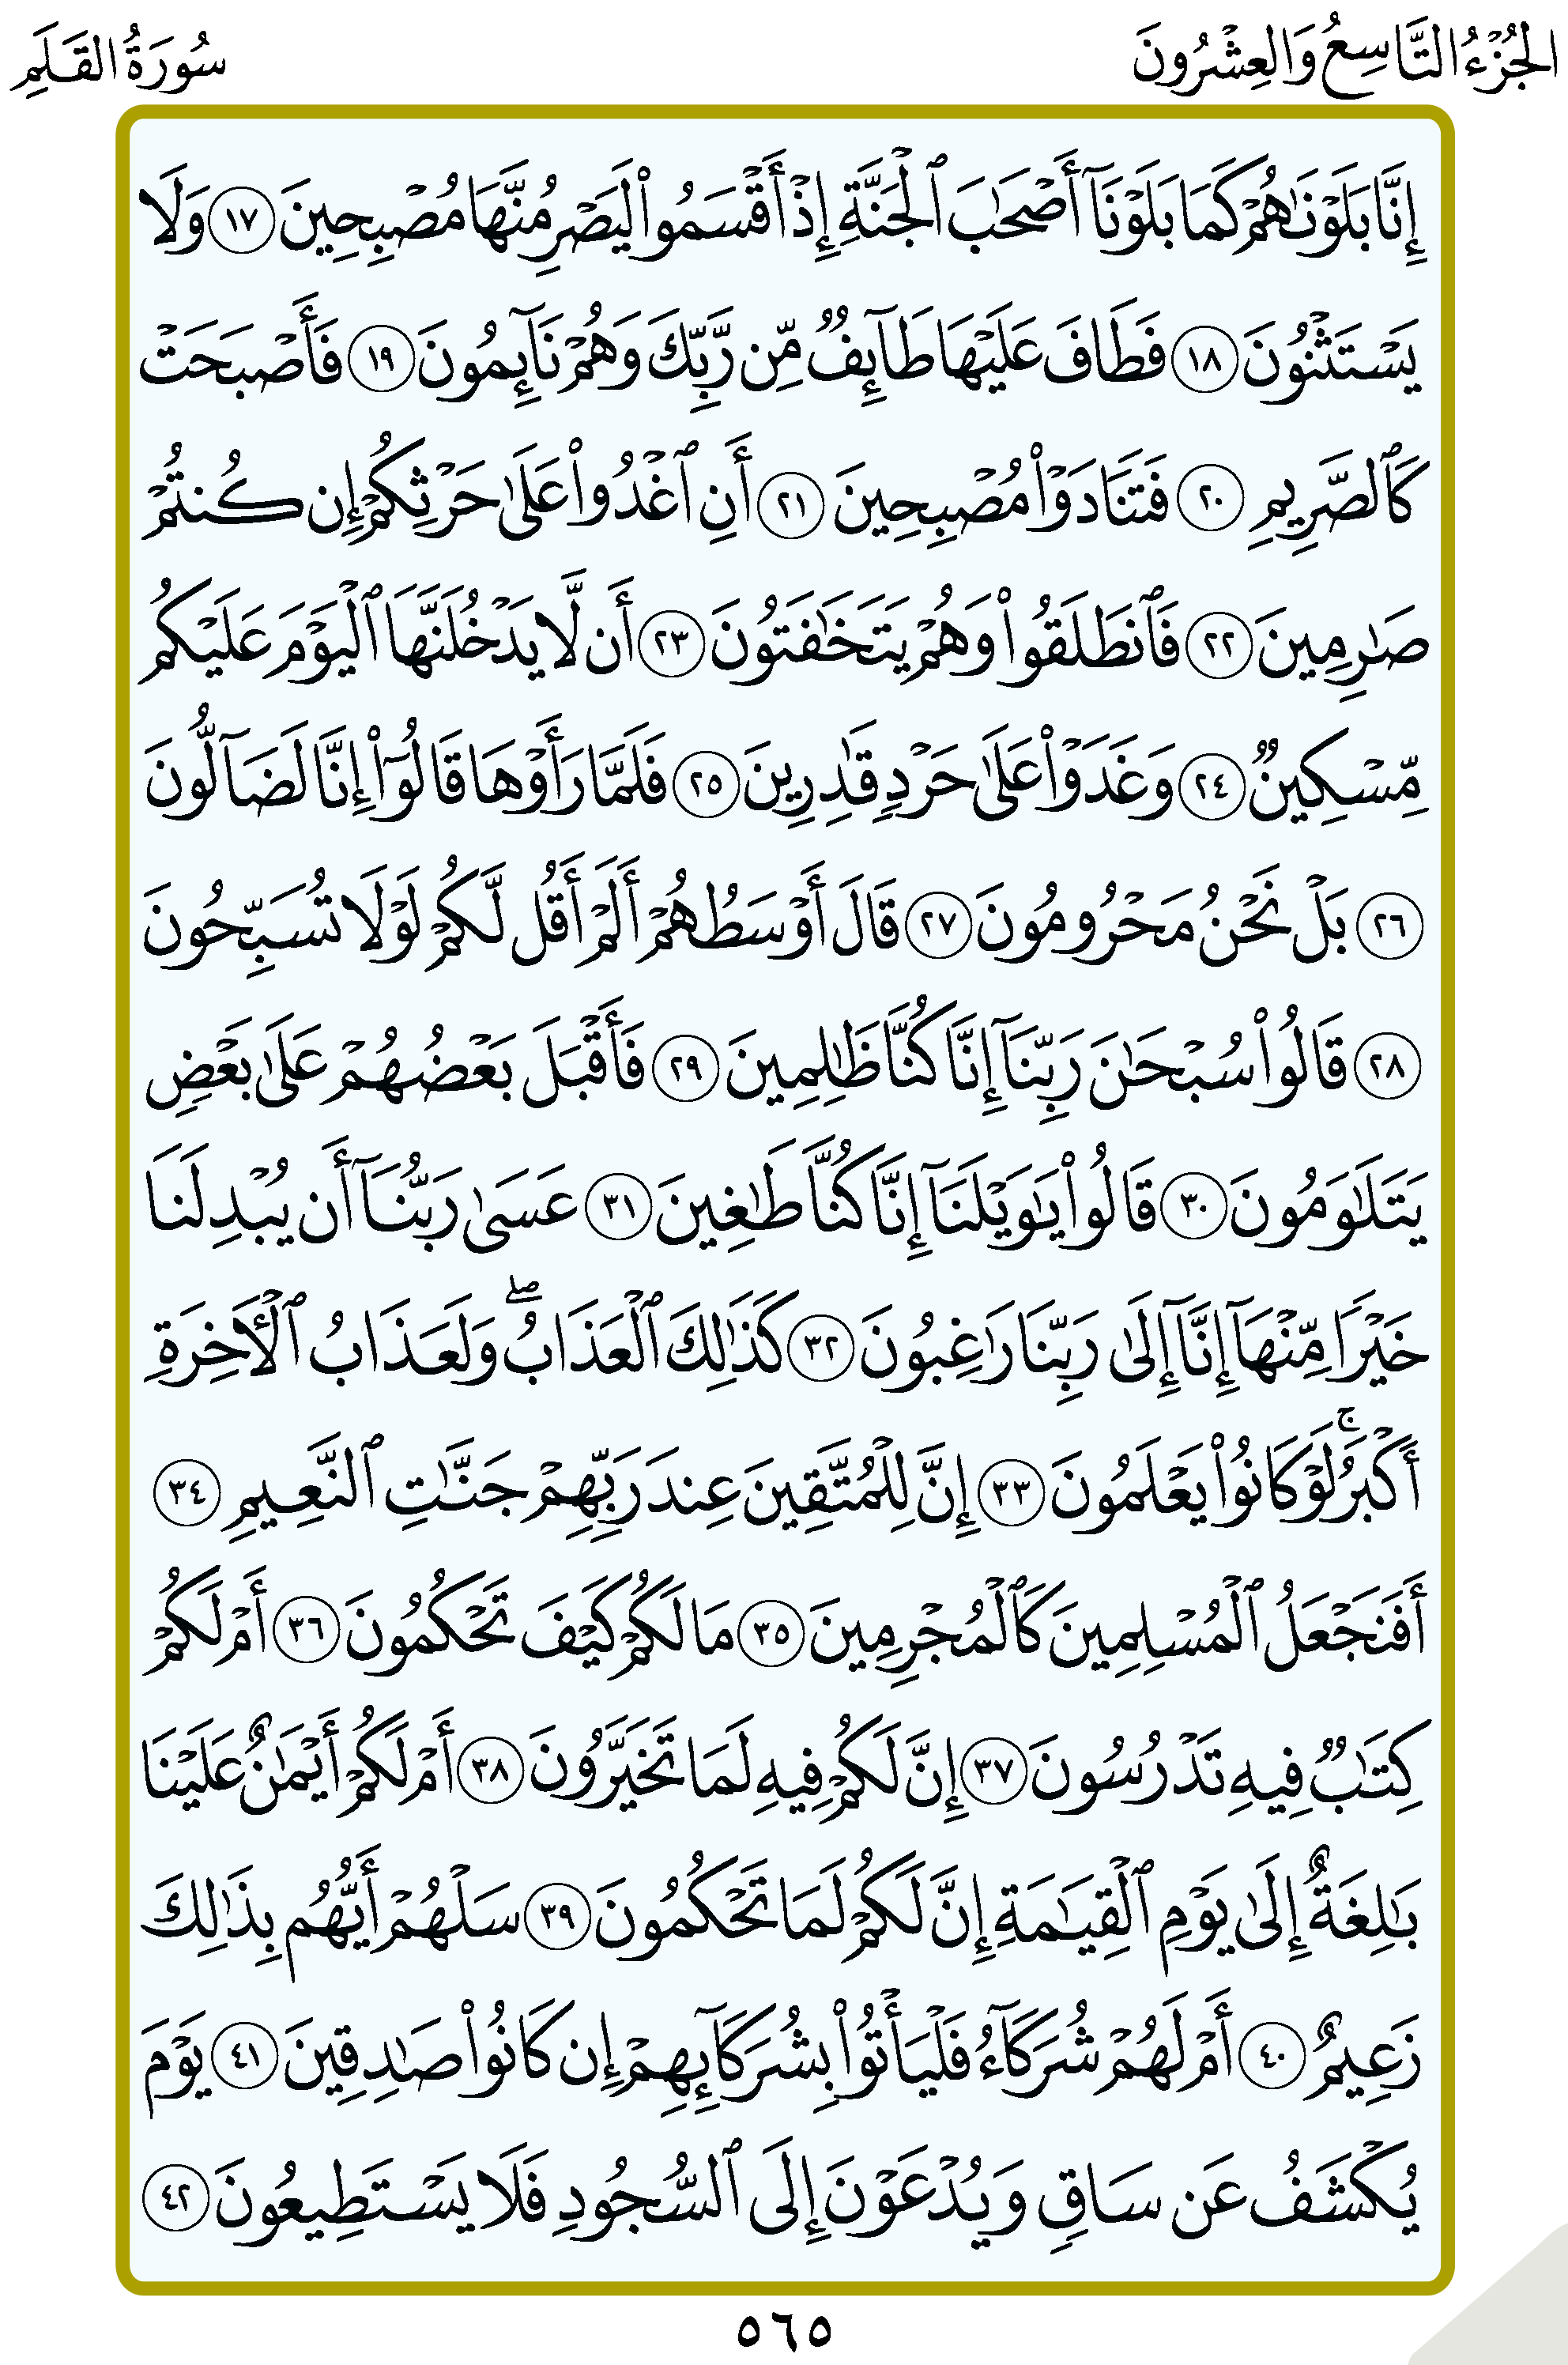 الجُزْءُ التَّاسِعُ وَالعِشْرُونَ
سُورَةُ القَلَمِ
إِنَّا بَلَوْنَٰهُمْ كَمَا بَلَوْنَآ أَصْحَٰبَ ٱلْجَنَّةِ إِذْ أَقْسَمُوا۟ لَيَصْرِمُنَّهَا مُصْبِحِينَ ١٧ وَلَا
يَسْتَثْنُونَ ١٨ فَطَافَ عَلَيْهَا طَآئِفٌ مِّن رَّبِّكَ وَهُمْ نَآئِمُونَ ١٩ فَأَصْبَحَتْ
كَٱلصَّرِيمِ ٢٠ فَتَنَادَوْا۟ مُصْبِحِينَ ٢١ أَنِ ٱغْدُوا۟ عَلَىٰ حَرْثِكُمْ إِن كُنتُمْ
صَٰرِمِينَ ٢٢ فَٱنطَلَقُوا۟ وَهُمْ يَتَخَٰفَتُونَ ٢٣ أَن لَّا يَدْخُلَنَّهَا ٱلْيَوْمَ عَلَيْكُم
مِّسْكِينٌ ٢٤ وَغَدَوْا۟ عَلَىٰ حَرْدٍ قَٰدِرِينَ ٢٥ فَلَمَّا رَأَوْهَا قَالُوٓا۟ إِنَّا لَضَآلُّونَ
٢٦ بَلْ نَحْنُ مَحْرُومُونَ ٢٧ قَالَ أَوْسَطُهُمْ أَلَمْ أَقُل لَّكُمْ لَوْلَا تُسَبِّحُونَ
٢٨ قَالُوا۟ سُبْحَٰنَ رَبِّنَآ إِنَّا كُنَّا ظَٰلِمِينَ ٢٩ فَأَقْبَلَ بَعْضُهُمْ عَلَىٰ بَعْضٍ
يَتَلَٰوَمُونَ ٣٠ قَالُوا۟ يَٰوَيْلَنَآ إِنَّا كُنَّا طَٰغِينَ ٣١ عَسَىٰ رَبُّنَآ أَن يُبْدِلَنَا
خَيْرًا مِّنْهَآ إِنَّآ إِلَىٰ رَبِّنَا رَٰغِبُونَ ٣٢ كَذَٰلِكَ ٱلْعَذَابُ ۖ وَلَعَذَابُ ٱلْءَاخِرَةِ
أَكْبَرُ ۚ لَوْ كَانُوا۟ يَعْلَمُونَ ٣٣ إِنَّ لِلْمُتَّقِينَ عِندَ رَبِّهِمْ جَنَّٰتِ ٱلنَّعِيمِ ٣٤
أَفَنَجْعَلُ ٱلْمُسْلِمِينَ كَٱلْمُجْرِمِينَ ٣٥ مَا لَكُمْ كَيْفَ تَحْكُمُونَ ٣٦ أَمْ لَكُمْ
كِتَٰبٌ فِيهِ تَدْرُسُونَ ٣٧ إِنَّ لَكُمْ فِيهِ لَمَا تَخَيَّرُونَ ٣٨ أَمْ لَكُمْ أَيْمَٰنٌ عَلَيْنَا
بَٰلِغَةٌ إِلَىٰ يَوْمِ ٱلْقِيَٰمَةِ إِنَّ لَكُمْ لَمَا تَحْكُمُونَ ٣٩ سَلْهُمْ أَيُّهُم بِذَٰلِكَ
زَعِيمٌ ٤٠ أَمْ لَهُمْ شُرَكَآءُ فَلْيَأْتُوا۟ بِشُرَكَآئِهِمْ إِن كَانُوا۟ صَٰدِقِينَ ٤١ يَوْمَ
يُكْشَفُ عَن سَاقٍ وَيُدْعَوْنَ إِلَى ٱلسُّجُودِ فَلَا يَسْتَطِيعُونَ ٤٢
٥٦٥